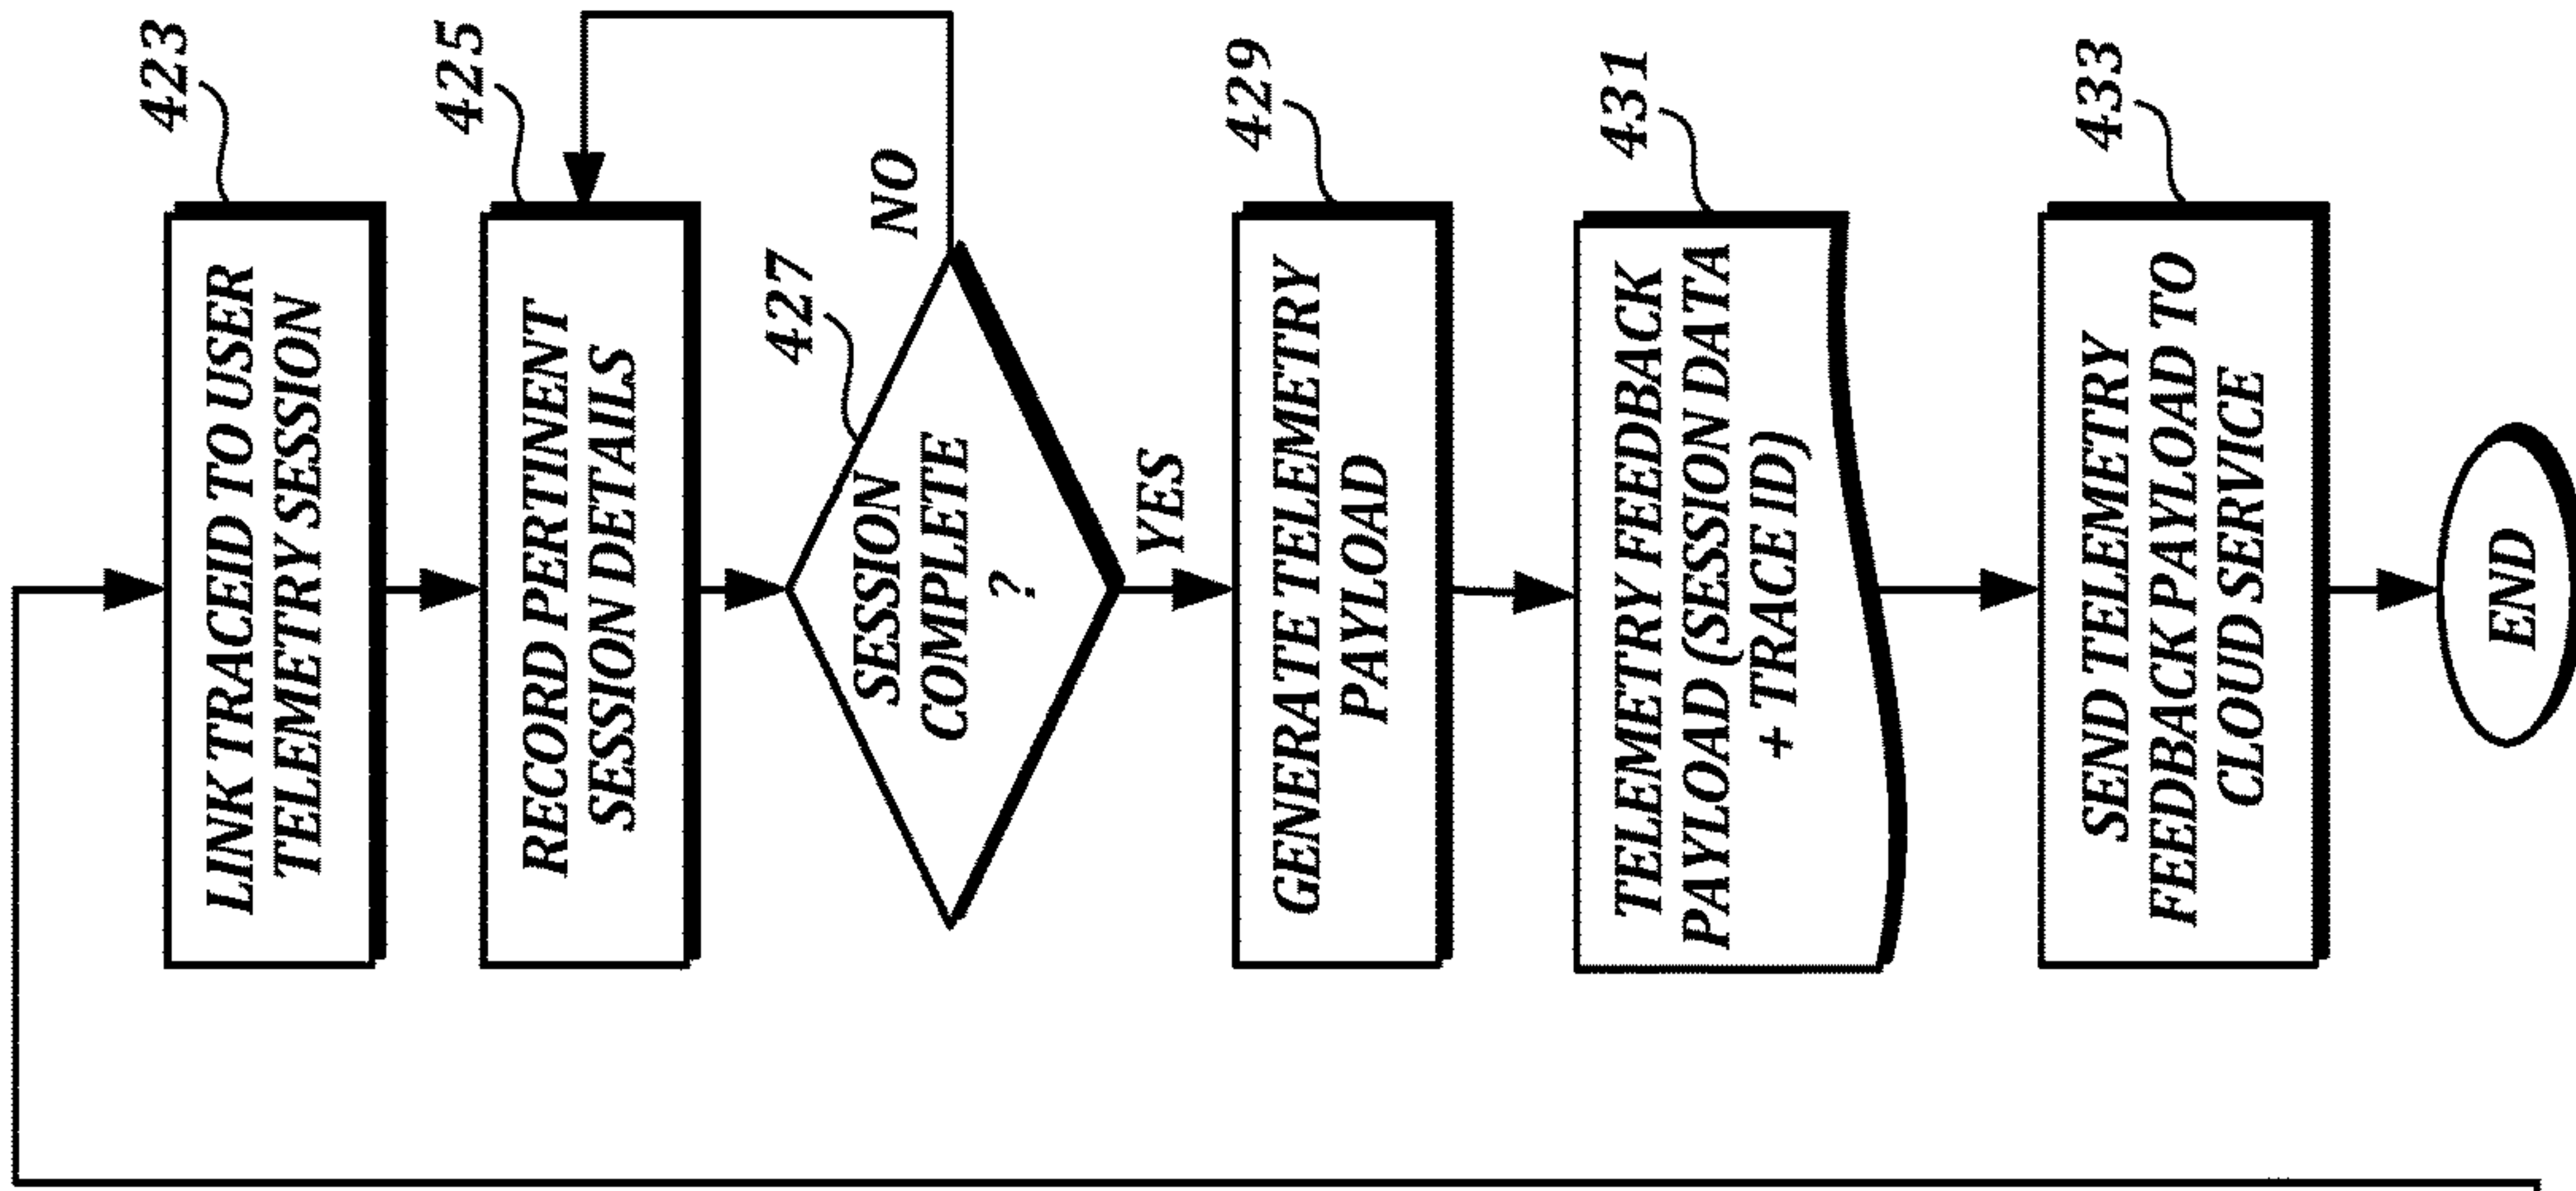 423
LINK TRACEID TO USER
TELEMETRY SESSION
425
RECORD PERTINENT
SESSION DETAILS
427
SESSION
COMPLETE
?
NO
YES
429
GENERATE TELEMETRY
PAYLOAD
431
TELEMETRY FEEDBACK
PAYLOAD (SESSION DATA
+ TRACE ID)
433
SEND TELEMETRY
FEEDBACK PAYLOAD TO
CLOUD SERVICE
END